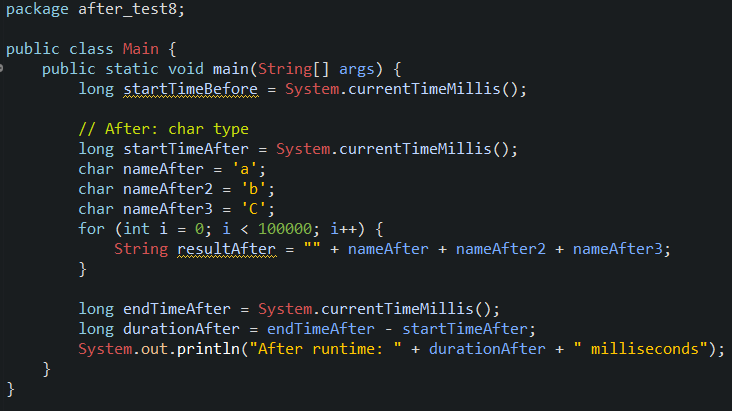 package after_test8;
public class Main {
public static void main(String[] args) {
long startTimeBefore = System.currentTimeMillis();
// After: char type
long startTimeAfter = System.currentTimeMillis();
char nameAfter = 'a';
char nameAfter2 = 'b';
char nameAfter3 = 'C';
for (int i = 0; i < 100000; i++) {
String resultAfter = "" + nameAfter + nameAfter2 + nameAfter3;
}
long endTimeAfter = System.currentTimeMillis();
long durationAfter = endTimeAfter - startTimeAfter;
System.out.println("After runtime: " + durationAfter + " milliseconds");
}
}